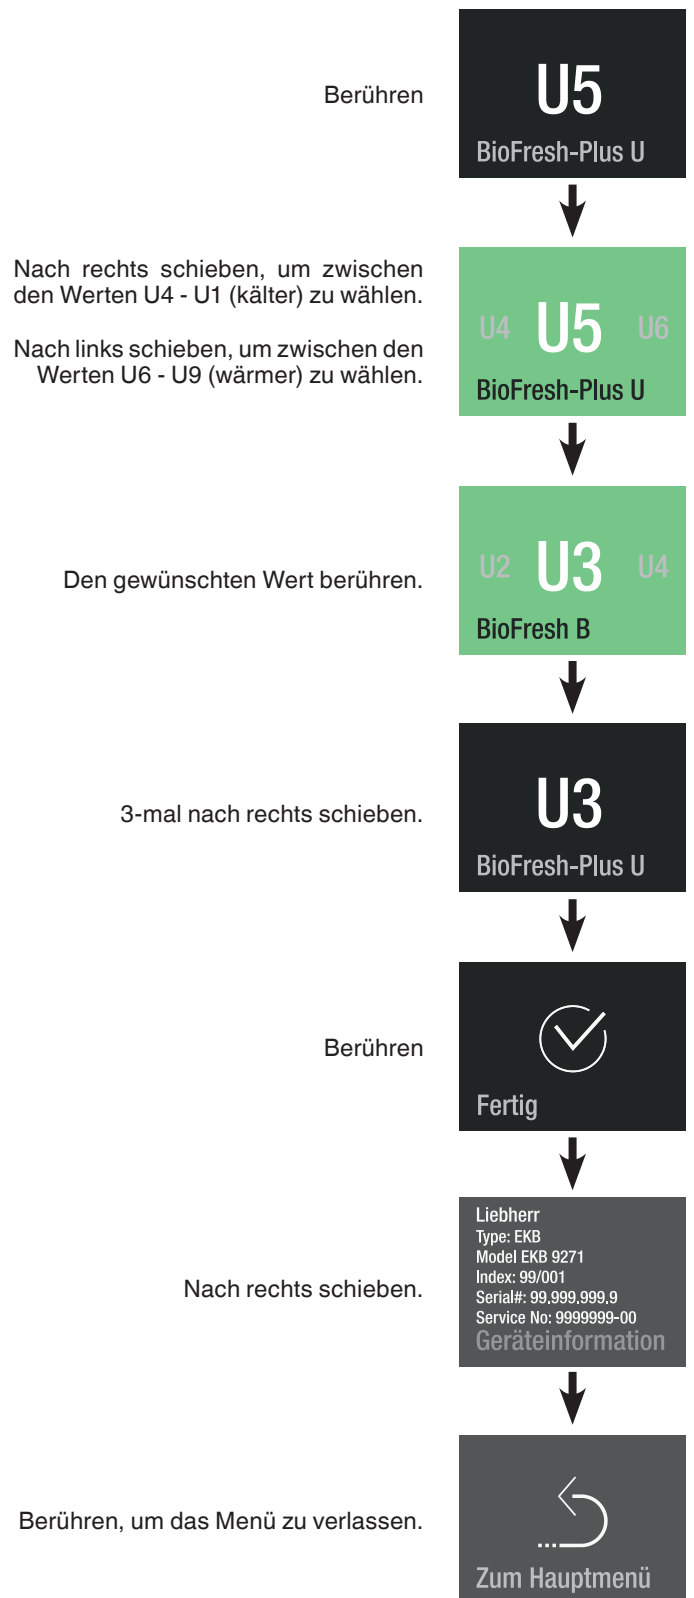 Berühren
U5
BioFresh-Plus U
Nach rechts schieben, um zwischen
den Werten U4 - U1 (kälter) zu wählen.
Nach links schieben, um zwischen den
Werten U6 - U9 (wärmer) zu wählen.
U4 U5 U6
BioFresh-Plus U
Den gewünschten Wert berühren.
U2 U3 U4
BioFresh B
3-mal nach rechts schieben.
U3
BioFresh-Plus U
Berühren
Fertig
Nach rechts schieben.
Liebherr
Type: EKB
Model EKB 9271
Index: 99/001
Serial#: 99.999.999.9
Service No: 9999999-00
Geräteinformation
Berühren, um das Menü zu verlassen.
Zum Hauptmenü